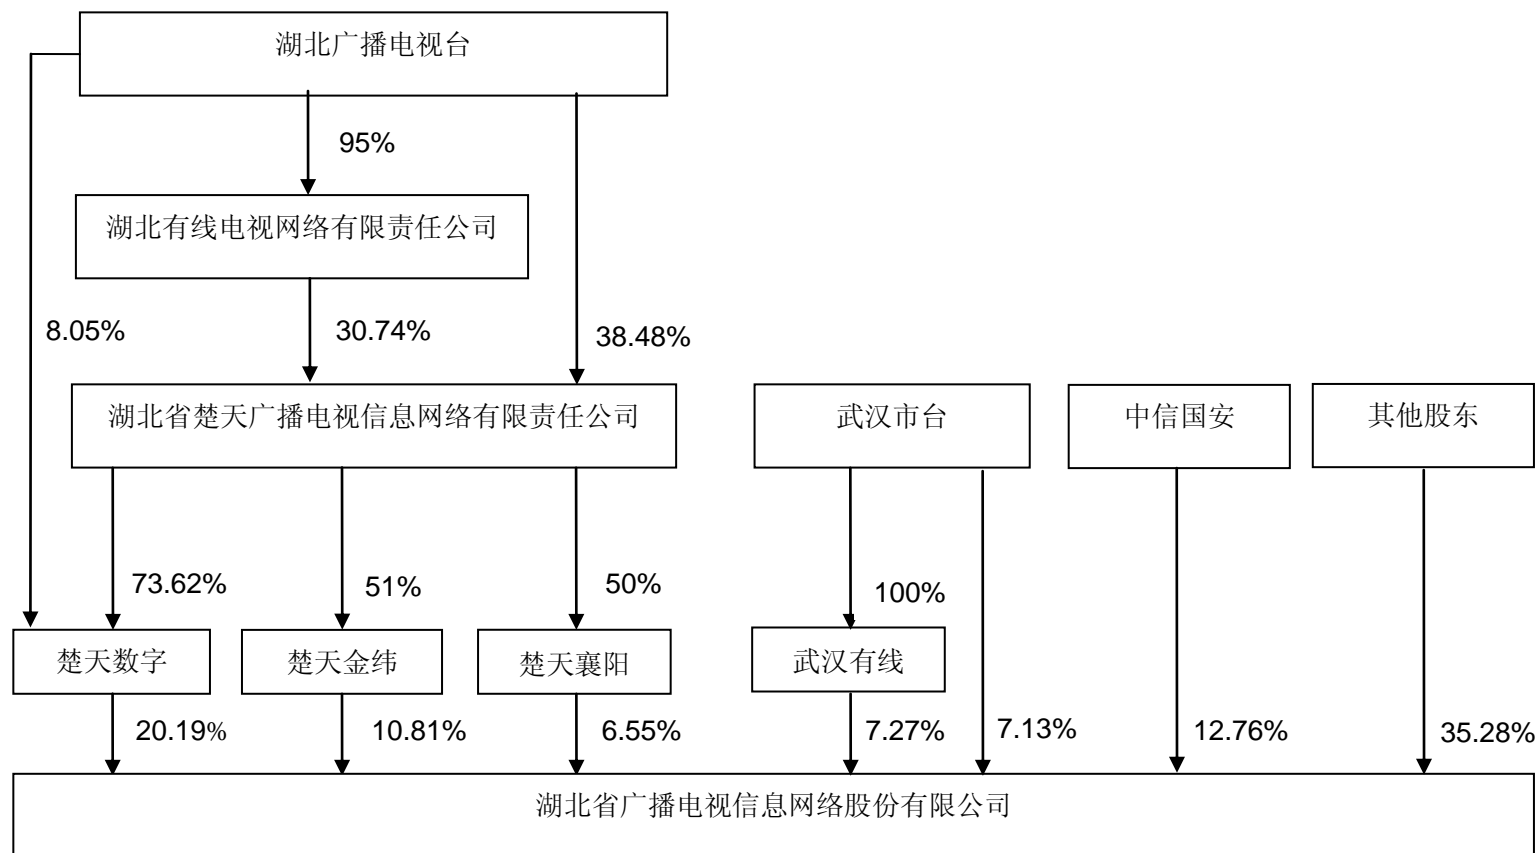 湖北广播电视台
95%
湖北有线电视网络有限责任公司
8.05%
30.74%
38.48%
湖北省楚天广播电视信息网络有限责任公司
武汉市台
中信国安
其他股东
73.62%
51%
50%
100%
楚天数字
楚天金纬
楚天襄阳
武汉有线
20.19%
10.81%
6.55%
7.27%
7.13%
12.76%
35.28%
湖北省广播电视信息网络股份有限公司